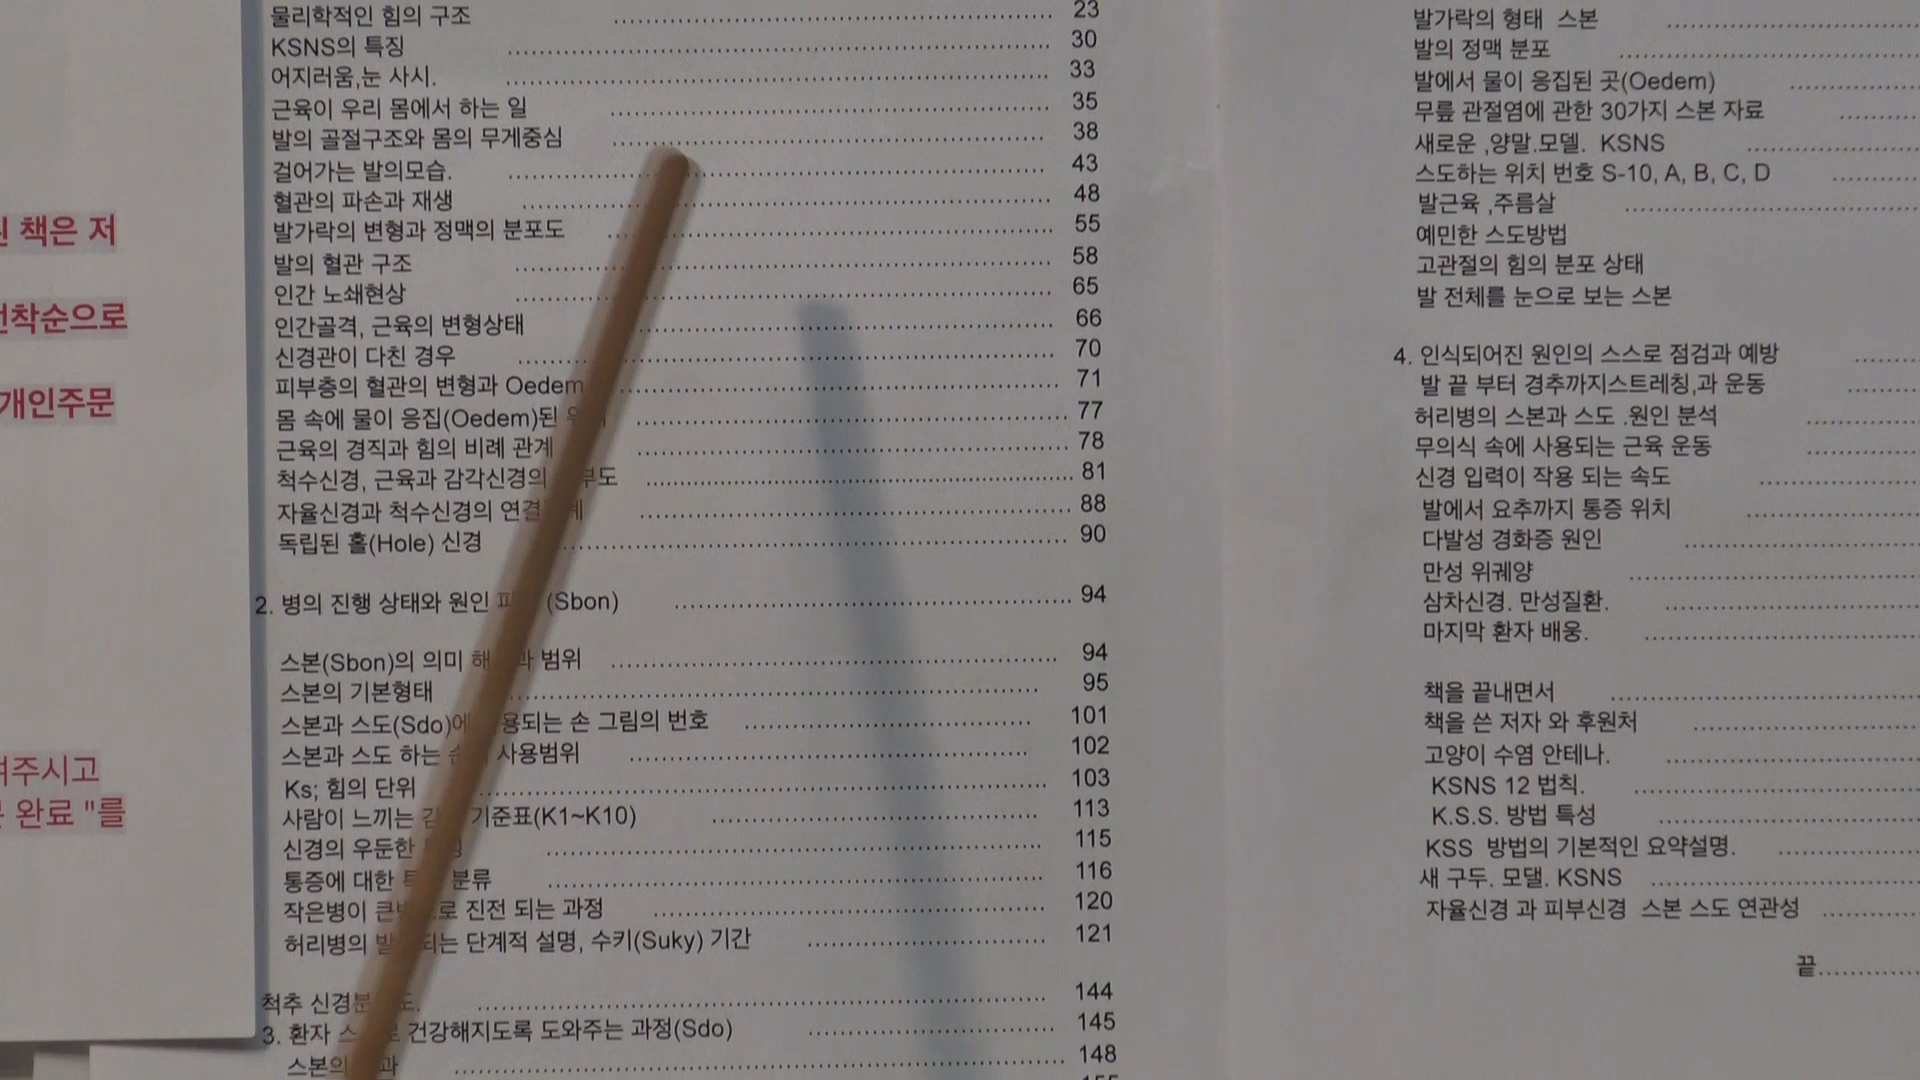 책은 저
선착순으로
개인주문
주시고
완료 "를
물리학적인 힘의 구조 ........ 23
KSNS의 특징 ........ 30
어지러움,눈 사시. ........ 33
근육이 우리 몸에서 하는 일 ........ 35
발의 골절구조와 몸의 무게중심 ........ 38
걸어가는 발의모습. ........ 43
혈관의 파손과 재생 ........ 48
발가락의 변형과 정맥의 분포도 ........ 55
발의 혈관 구조 ........ 58
인간 노쇄현상 ........ 65
인간골격, 근육의 변형상태 ........ 66
신경관이 다친 경우 ........ 70
피부층의 혈관의 변형과 Oedem ........ 71
몸 속에 물이 응집(Oedem)된 ........ 77
근육의 경직과 힘의 비례 관계 ........ 78
척수신경, 근육과 감각신경의 ........ 81
자율신경과 척수신경의 ........ 88
독립된 홀(Hole) 신경 ........ 90
2. 병의 진행 상태와 원인 (Sbon) ........ 94
스본(Sbon)의 의미 범위 ........ 94
스본의 기본형태 ........ 95
스본과 스도(Sdo)에 손 그림의 번호 ........ 101
스본과 스도 하는 사용범위 ........ 102
Ks; 힘의 단위 ........ 103
사람이 느끼는 기준표(K1~K10) ........ 113
신경의 우둔한 ........ 115
통증에 대한 분류 ........ 116
작은병이 진전 되는 과정 ........ 120
허리병의 단계적 설명, 수키(Suky) 기간 ........ 121
척추 ........ 144
3. 환자 건강해지도록 도와주는 과정(Sdo) ........ 145
스본의 ........ 148
발가락의 형태 스본 ........
발의 정맥 분포 ........
발에서 물이 응집된 곳(Oedem) ........
무릎 관절염에 관한 30가지 스본 자료 ........
새로운 ,양말.모델. KSNS ........
스도하는 위치 번호 S-10, A, B, C, D ........
발근육 ,주름살 ........
예민한 스도방법
고관절의 힘의 분포 상태
발 전체를 눈으로 보는 스본
4. 인식되어진 원인의 스스로 점검과 예방 ........
발 끝 부터 경추까지스트레칭,과 운동 ........
허리병의 스본과 스도 .원인 분석 ........
무의식 속에 사용되는 근육 운동 ........
신경 입력이 작용 되는 속도 ........
발에서 요추까지 통증 위치 ........
다발성 경화증 원인 ........
만성 위궤양 ........
삼차신경. 만성질환. ........
마지막 환자 배웅. ........
책을 끝내면서 ........
책을 쓴 저자 와 후원처 ........
고양이 수염 안테나. ........
KSNS 12 법칙. ........
K.S.S. 방법 특성 ........
KSS 방법의 기본적인 요약설명. ........
새 구두. 모댈. KSNS ........
자율신경 과 피부신경 스본 스도 연관성 ........
끝........